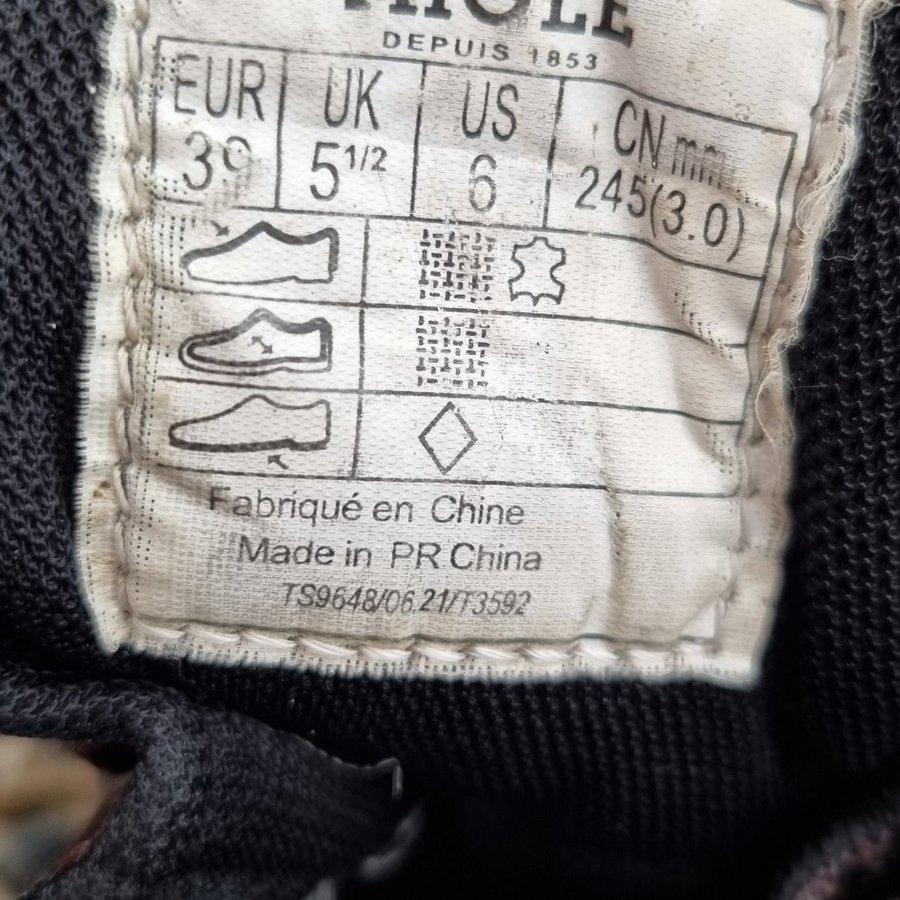 DEPUIS 1853
EUR UK US CN mm
39 5 1/2 6 245(3.0)
Fabriqué en Chine
Made in PR China
TS9648/06.21/T3592